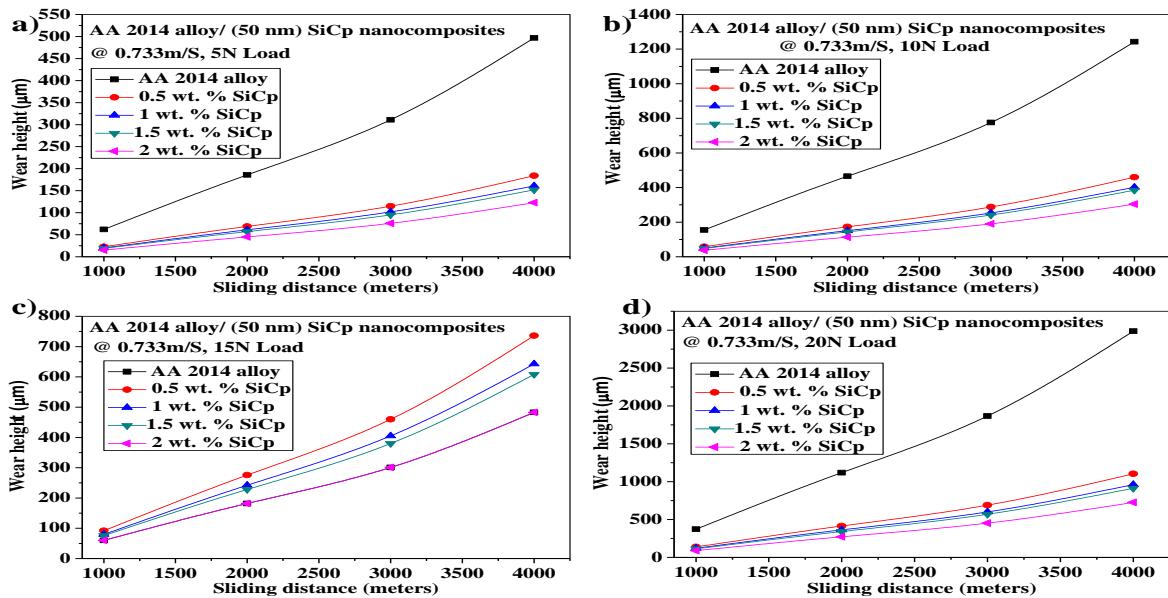 a)
AA 2014 alloy/ (50 nm) SiCp nanocomposites
@ 0.733m/S, 5N Load
AA 2014 alloy
0.5 wt. % SiCp
1 wt. % SiCp
1.5 wt. % SiCp
2 wt. % SiCp
Wear height (μm)
550
500
450
400
350
300
250
200
150
100
50
0
1000 1500 2000 2500 3000 3500 4000
Sliding distance (meters)
b)
AA 2014 alloy/ (50 nm) SiCp nanocomposites
@ 0.733m/S, 10N Load
AA 2014 alloy
0.5 wt. % SiCp
1 wt. % SiCp
1.5 wt. % SiCp
2 wt. % SiCp
Wear height (μm)
1400
1200
1000
800
600
400
200
0
1000 1500 2000 2500 3000 3500 4000
Sliding distance (meters)
c)
AA 2014 alloy/ (50 nm) SiCp nanocomposites
@ 0.733m/S, 15N Load
AA 2014 alloy
0.5 wt. % SiCp
1 wt. % SiCp
1.5 wt. % SiCp
2 wt. % SiCp
Wear height (μm)
800
700
600
500
400
300
200
100
0
1000 1500 2000 2500 3000 3500 4000
Sliding distance (meters)
d)
AA 2014 alloy/ (50 nm) SiCp nanocomposites
@ 0.733m/S, 20N Load
AA 2014 alloy
0.5 wt. % SiCp
1 wt. % SiCp
1.5 wt. % SiCp
2 wt. % SiCp
Wear height (μm)
3000
2500
2000
1500
1000
500
0
1000 1500 2000 2500 3000 3500 4000
Sliding distance (meters)